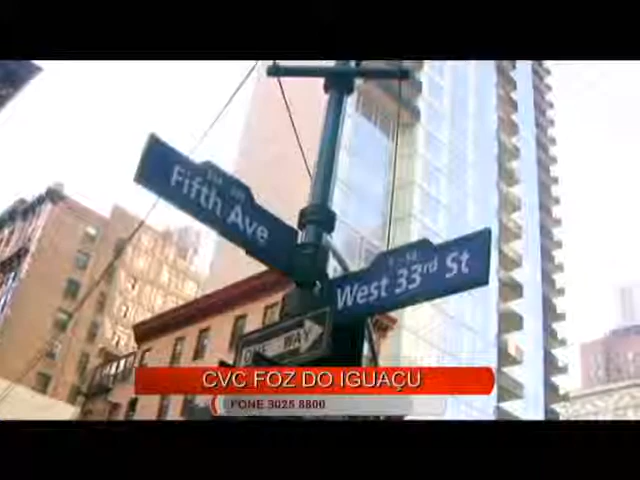 Fifth Ave
West 33rd St
ONE WAY
CVC FOZ DO IGUAÇU
FONE 3025 8800